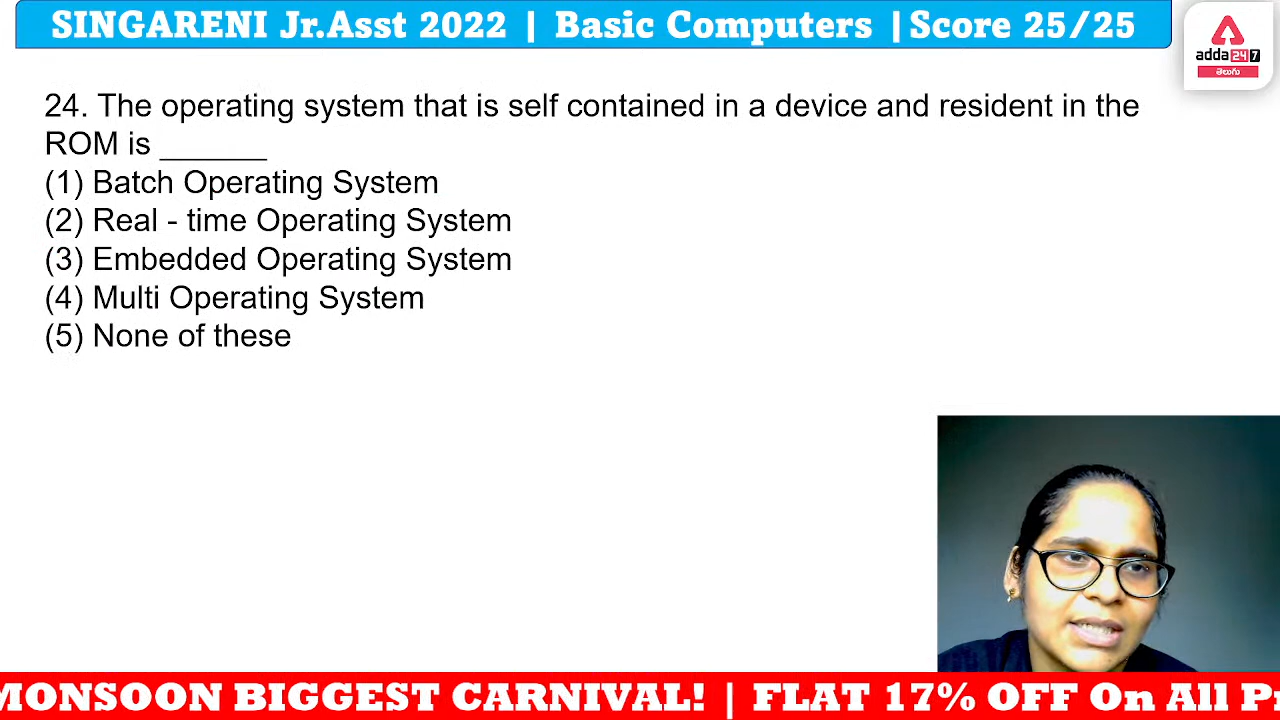 SINGARENI Jr.Asst 2022 | Basic Computers |Score 25/25
adda247
తెలుగు
24. The operating system that is self contained in a device and resident in the
ROM is ______
(1) Batch Operating System
(2) Real - time Operating System
(3) Embedded Operating System
(4) Multi Operating System
(5) None of these
MONSOON BIGGEST CARNIVAL! | FLAT 17% OFF On All